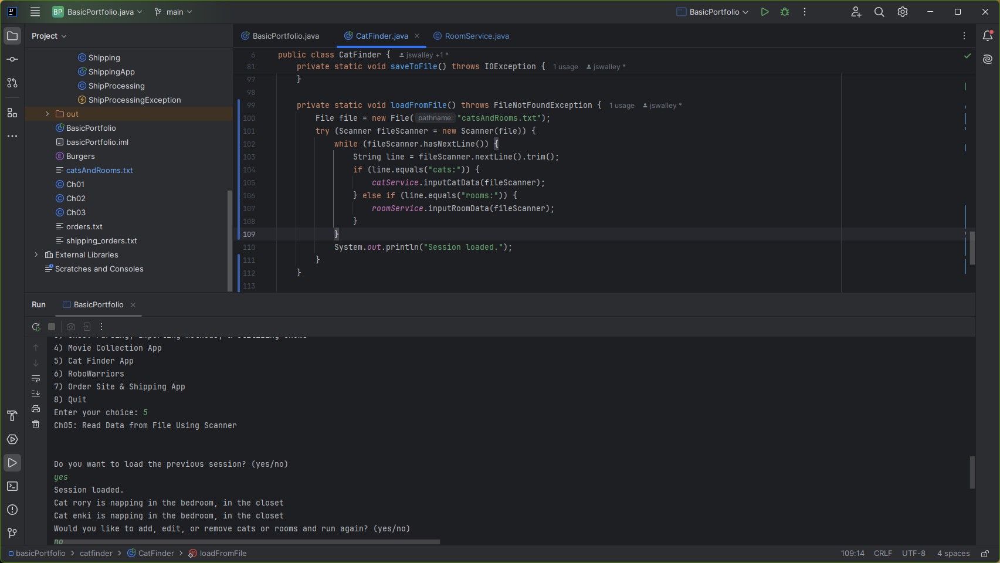 BP BasicPortfolio.java main BasicPortfolio
Project
BasicPortfolio.java CatFinder.java RoomService.java
Shipping
ShippingApp
ShipProcessing
ShipProcessingException
out
BasicPortfolio
basicPortfolio.iml
Burgers
catsAndRooms.txt
Ch01
Ch02
Ch03
orders.txt
shipping_orders.txt
External Libraries
Scratches and Consoles
6 public class CatFinder { jswalley +1 *
81 private static void saveToFile() throws IOException { 1 usage jswalley *
97 }
98
99 private static void loadFromFile() throws FileNotFoundException { 1 usage jswalley *
100 File file = new File( pathname: "catsAndRooms.txt");
101 try (Scanner fileScanner = new Scanner(file)) {
102 while (fileScanner.hasNextLine()) {
103 String line = fileScanner.nextLine().trim();
104 if (line.equals("cats:")) {
105 catService.inputCatData(fileScanner);
106 } else if (line.equals("rooms:")) {
107 roomService.inputRoomData(fileScanner);
108 }
109 }
110 System.out.println("Session loaded.");
111 }
112 }
113
Run BasicPortfolio
4) Movie Collection App
5) Cat Finder App
6) RoboWarriors
7) Order Site & Shipping App
8) Quit
Enter your choice: 5
Ch05: Read Data from File Using Scanner
Do you want to load the previous session? (yes/no)
yes
Session loaded.
Cat rory is napping in the bedroom, in the closet
Cat enki is napping in the bedroom, in the closet
Would you like to add, edit, or remove cats or rooms and run again? (yes/no)
no
basicPortfolio > catfinder > CatFinder > loadFromFile
109:14 CRLF UTF-8 4 spaces